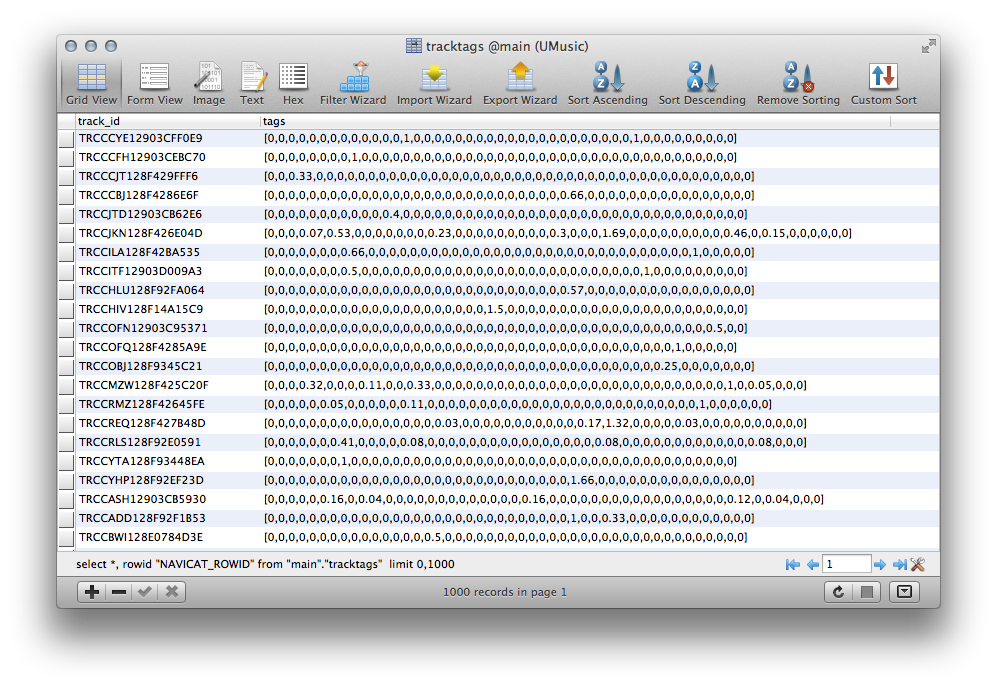 tracktags @main (UMusic)
Grid View Form View Image Text Hex Filter Wizard Import Wizard Export Wizard Sort Ascending Sort Descending Remove Sorting Custom Sort
track_id tags
TRCCCYE12903CFF0E9 [0,0,0,0,0,0,0,0,0,0,0,0,0,1,0,0,0,0,0,0,0,0,0,0,0,0,0,0,0,0,0,0,0,0,0,1,0,0,0,0,0,0,0,0,0]
TRCCCFH12903CEBC70 [0,0,0,0,0,0,0,0,1,0,0,0,0,0,0,0,0,0,0,0,0,0,0,0,0,0,0,0,0,0,0,0,0,0,0,0,0,0,0,0,0,0,0,0,0]
TRCCCJT128F429FFF6 [0,0,0.33,0,0,0,0,0,0,0,0,0,0,0,0,0,0,0,0,0,0,0,0,0,0,0,0,0,0,0,0,0,0,0,0,0,0,0,0,0,0,0,0,0,0]
TRCCCBJ128F4286E6F [0,0,0,0,0,0,0,0,0,0,0,0,0,0,0,0,0,0,0,0,0,0,0,0,0,0,0,0,0.66,0,0,0,0,0,0,0,0,0,0,0,0,0,0,0,0]
TRCCJTD12903CB62E6 [0,0,0,0,0,0,0,0,0,0,0,0.4,0,0,0,0,0,0,0,0,0,0,0,0,0,0,0,0,0,0,0,0,0,0,0,0,0,0,0,0,0,0,0,0,0]
TRCCJKN128F426E04D [0,0,0,0.07,0.53,0,0,0,0,0,0,0,0.23,0,0,0,0,0,0,0,0,0,0.3,0,0,0,1.69,0,0,0,0,0,0,0,0,0,0.46,0,0.15,0,0,0,0,0,0]
TRCCILA128F42BA535 [0,0,0,0,0,0,0,0.66,0,0,0,0,0,0,0,0,0,0,0,0,0,0,0,0,0,0,0,0,0,0,0,0,0,0,0,0,0,0,0,1,0,0,0,0,0]
TRCCITF12903D009A3 [0,0,0,0,0,0,0,0.5,0,0,0,0,0,0,0,0,0,0,0,0,0,0,0,0,0,0,0,0,0,0,0,0,0,0,0,1,0,0,0,0,0,0,0,0,0]
TRCCHLU128F92FA064 [0,0,0,0,0,0,0,0,0,0,0,0,0,0,0,0,0,0,0,0,0,0,0,0,0,0,0,0,0.57,0,0,0,0,0,0,0,0,0,0,0,0,0,0,0,0]
TRCCHIV128F14A15C9 [0,0,0,0,0,0,0,0,0,0,0,0,0,0,0,0,0,0,0,0,0,1.5,0,0,0,0,0,0,0,0,0,0,0,0,0,0,0,0,0,0,0,0,0,0,0]
TRCCOFN12903C95371 [0,0,0,0,0,0,0,0,0,0,0,0,0,0,0,0,0,0,0,0,0,0,0,0,0,0,0,0,0,0,0,0,0,0,0,0,0,0,0,0,0,0,0.5,0,0]
TRCCOFQ128F4285A9E [0,0,0,0,0,0,0,0,0,0,0,0,0,0,0,0,0,0,0,0,0,0,0,0,0,0,0,0,0,0,0,0,0,0,0,0,0,0,0,1,0,0,0,0,0]
TRCCOBJ128F9345C21 [0,0,0,0,0,0,0,0,0,0,0,0,0,0,0,0,0,0,0,0,0,0,0,0,0,0,0,0,0,0,0,0,0,0,0,0,0,0.25,0,0,0,0,0,0,0]
TRCCMZW128F425C20F [0,0,0,0.32,0,0,0,0.11,0,0,0.33,0,0,0,0,0,0,0,0,0,0,0,0,0,0,0,0,0,0,0,0,0,0,0,0,0,0,0,0,1,0,0.05,0,0,0]
TRCCRMZ128F42645FE [0,0,0,0,0,0.05,0,0,0,0,0,0.11,0,0,0,0,0,0,0,0,0,0,0,0,0,0,0,0,0,0,0,0,0,0,0,0,0,0,1,0,0,0,0,0,0]
TRCCREQ128F427B48D [0,0,0,0,0,0,0,0,0,0,0,0,0,0,0,0,0.03,0,0,0,0,0,0,0,0,0,0,0,0.17,1.32,0,0,0,0,0.03,0,0,0,0,0,0,0,0,0,0]
TRCCRLS128F92E0591 [0,0,0,0,0,0,0.41,0,0,0,0,0.08,0,0,0,0,0,0,0,0,0,0,0,0,0,0,0,0,0.08,0,0,0,0,0,0,0,0,0,0,0,0,0.08,0,0,0]
TRCCYTA128F93448EA [0,0,0,0,0,0,0,1,0,0,0,0,0,0,0,0,0,0,0,0,0,0,0,0,0,0,0,0,0,0,0,0,0,0,0,0,0,0,0,0,0,0,0,0,0]
TRCCYHP128F92EF23D [0,0,0,0,0,0,0,0,0,0,0,0,0,0,0,0,0,0,0,0,0,0,0,0,0,0,0,0,0,1.66,0,0,0,0,0,0,0,0,0,0,0,0,0,0,0]
TRCCASH12903CB5930 [0,0,0,0,0,0.16,0,0.04,0,0,0,0,0,0,0,0,0,0,0,0,0,0.16,0,0,0,0,0,0,0,0,0,0,0,0,0,0,0,0,0,0.12,0,0.04,0,0,0]
TRCCADD128F92F1B53 [0,0,0,0,0,0,0,0,0,0,0,0,0,0,0,0,0,0,0,0,0,0,0,0,0,0,0,0,0,1,0,0,0.33,0,0,0,0,0,0,0,0,0,0,0,0]
TRCCBWI128E0784D3E [0,0,0,0,0,0,0,0,0,0,0,0,0,0,0,0.5,0,0,0,0,0,0,0,0,0,0,0,0,0,0,0,0,0,0,0,0,0,0,0,0,0,0,0,0,0]
select *, rowid "NAVICAT_ROWID" from "main"."tracktags" limit 0,1000 1
1000 records in page 1